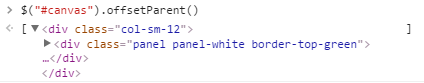 > $("#canvas").offsetParent()
<· [ ▼<div class="col-sm-12"> ]
▶<div class="panel panel-white border-top-green">
…</div>
</div>